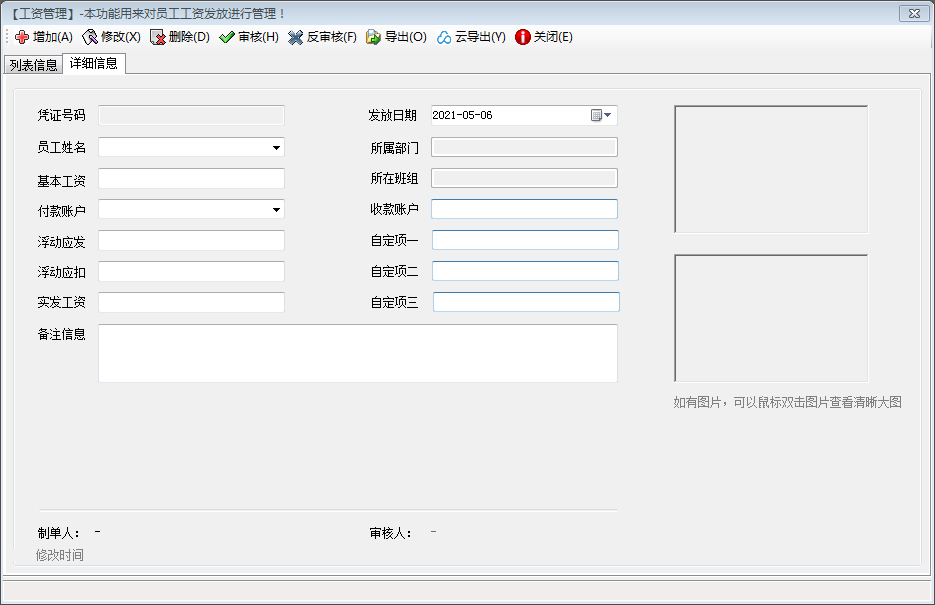 【工资管理】-本功能用来对员工工资发放进行管理！
增加(A) 修改(X) 删除(D) 审核(H) 反审核(F) 导出(O) 云导出(Y) 关闭(E)
列表信息 详细信息
凭证号码 发放日期 2021-05-06
员工姓名 所属部门
基本工资 所在班组
付款账户 收款账户
浮动应发 自定项一
浮动应扣 自定项二
实发工资 自定项三
备注信息
如有图片，可以鼠标双击图片查看清晰大图
制单人： - 审核人： -
修改时间